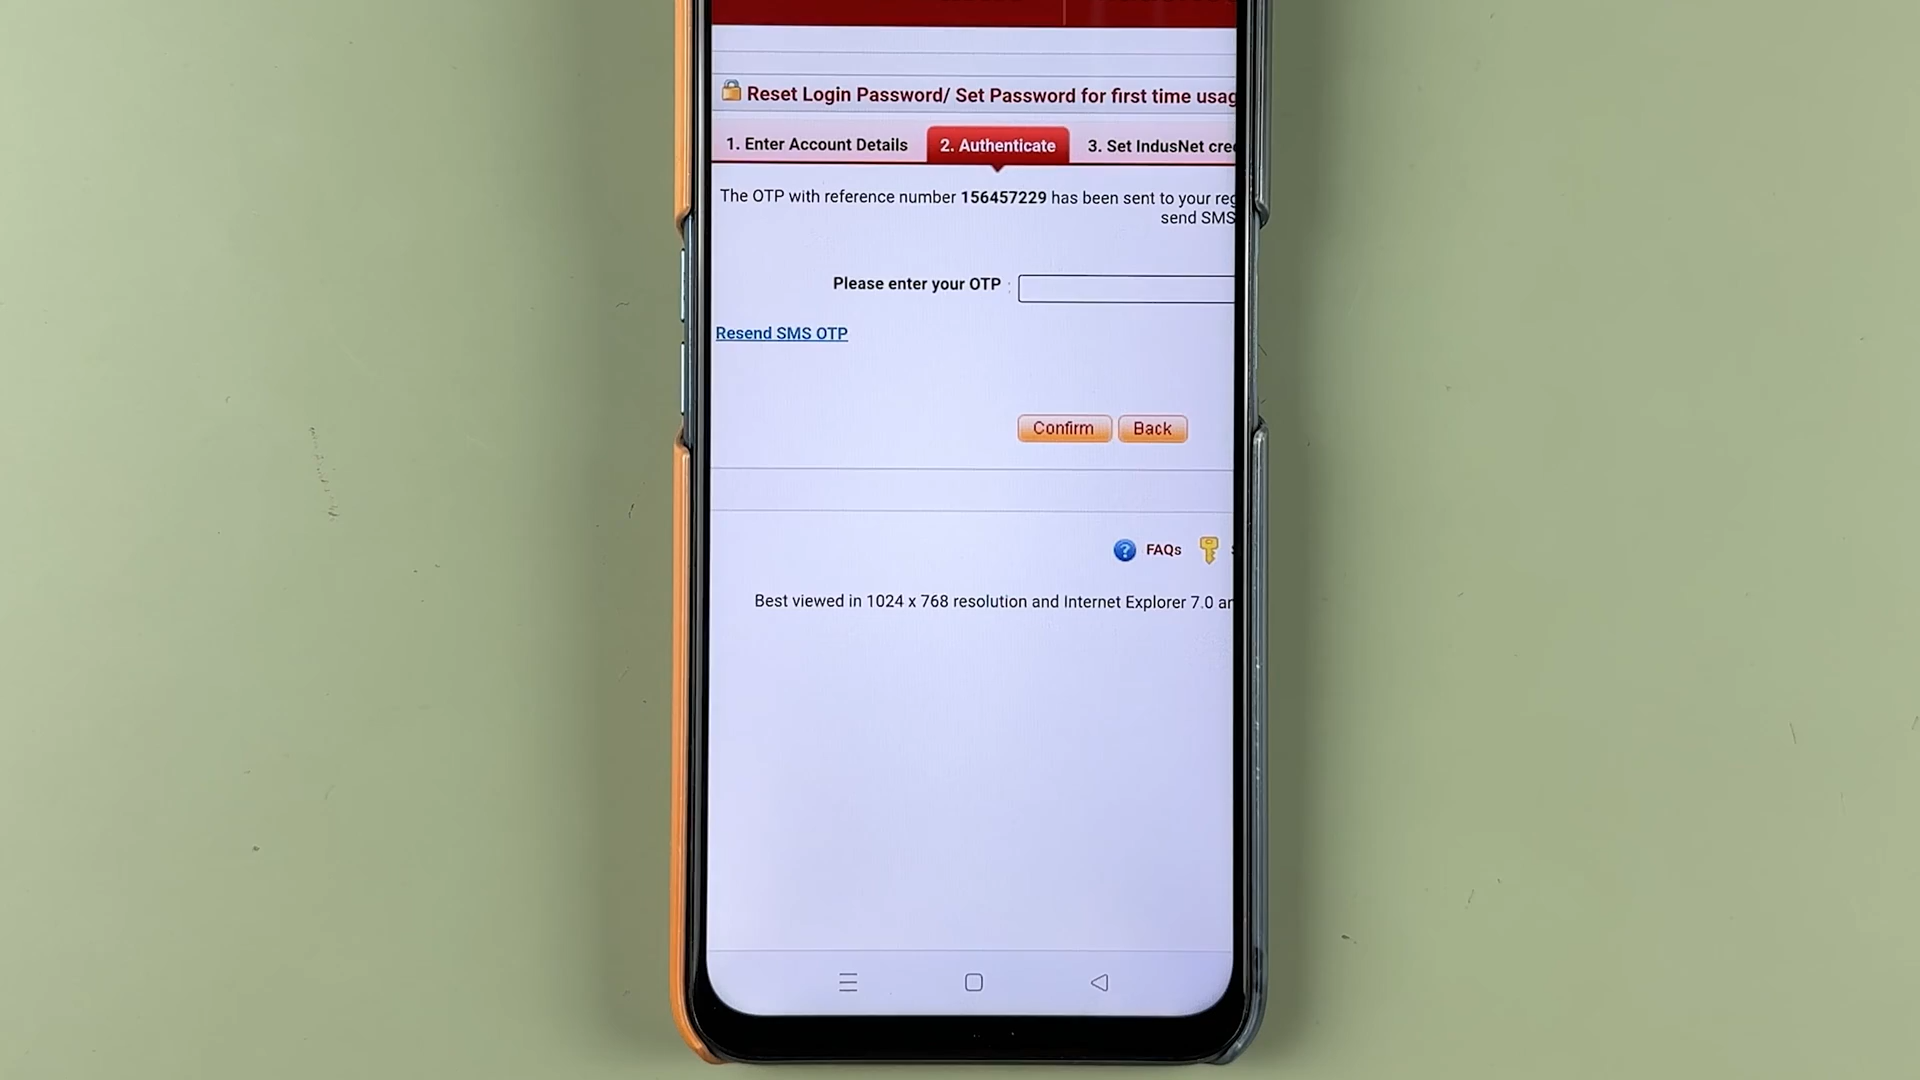 Reset Login Password/ Set Password for first time usag
1. Enter Account Details 2. Authenticate 3. Set IndusNet cre
The OTP with reference number 156457229 has been sent to your reg
send SMS
Please enter your OTP :
Resend SMS OTP
Confirm Back
? FAQs
Best viewed in 1024 x 768 resolution and Internet Explorer 7.0 an